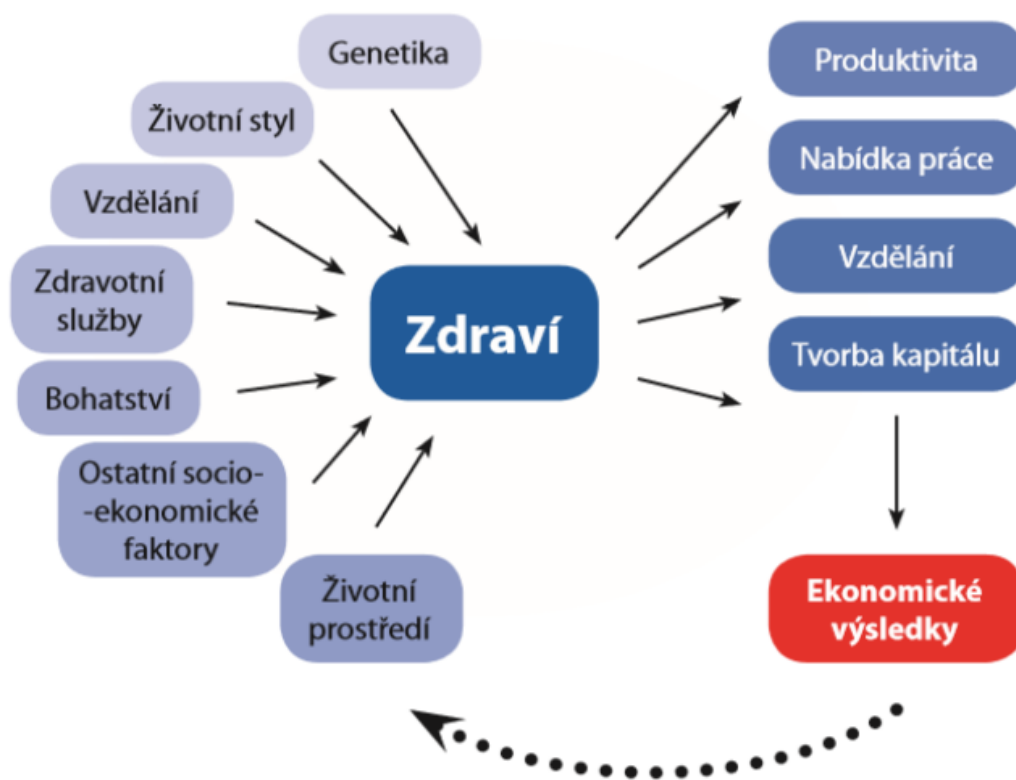 Genetika
Životní styl
Vzdělání
Zdravotní
služby
Bohatství
Ostatní socio-
-ekonomické
faktory
Životní
prostředí
Zdraví
Produktivita
Nabídka práce
Vzdělání
Tvorba kapitálu
Ekonomické
výsledky